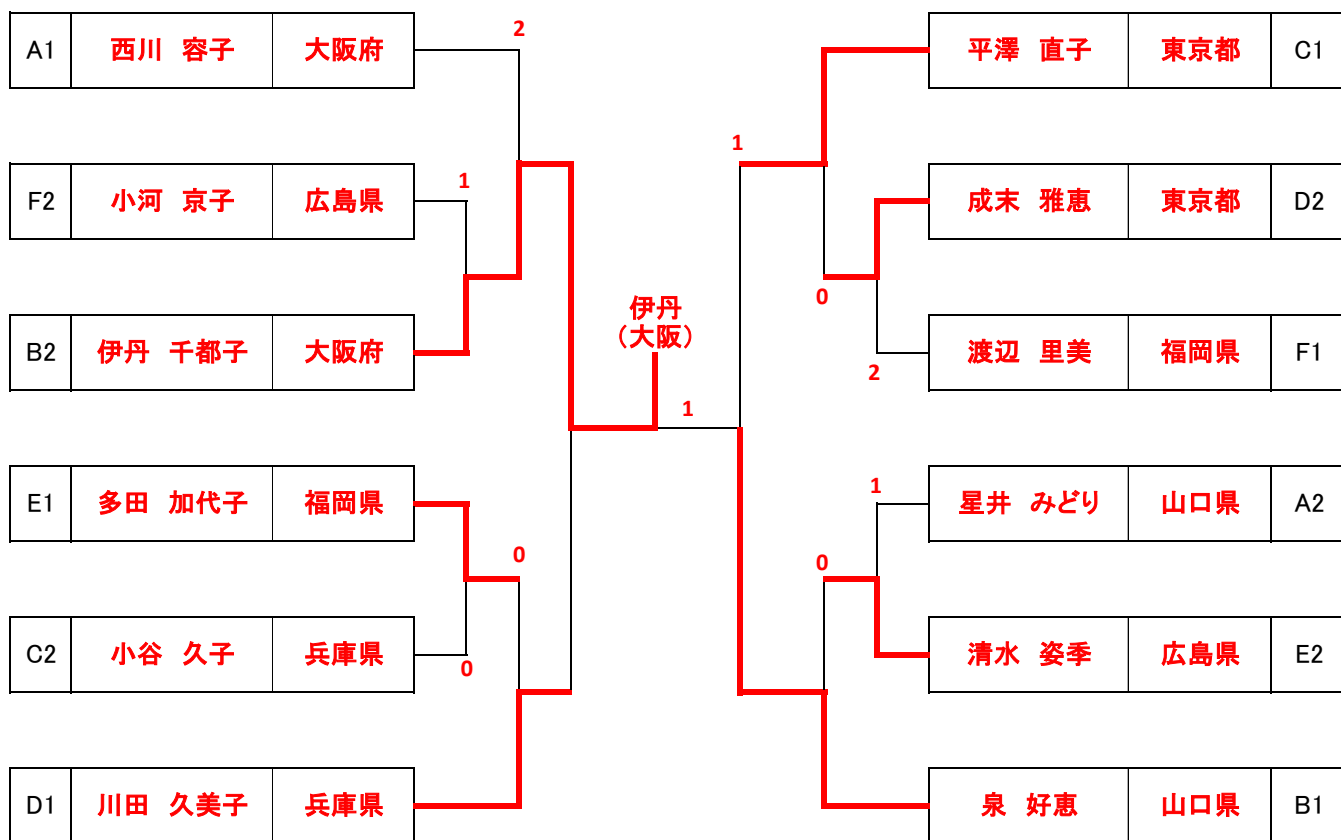 A1 西川 容子 大阪府
F2 小河 京子 広島県
B2 伊丹 千都子 大阪府
E1 多田 加代子 福岡県
C2 小谷 久子 兵庫県
D1 川田 久美子 兵庫県
2
1
0
0
伊丹
（大阪）
1
1
0
2
1
0
平澤 直子 東京都 C1
成末 雅恵 東京都 D2
渡辺 里美 福岡県 F1
星井 みどり 山口県 A2
清水 姿季 広島県 E2
泉 好恵 山口県 B1